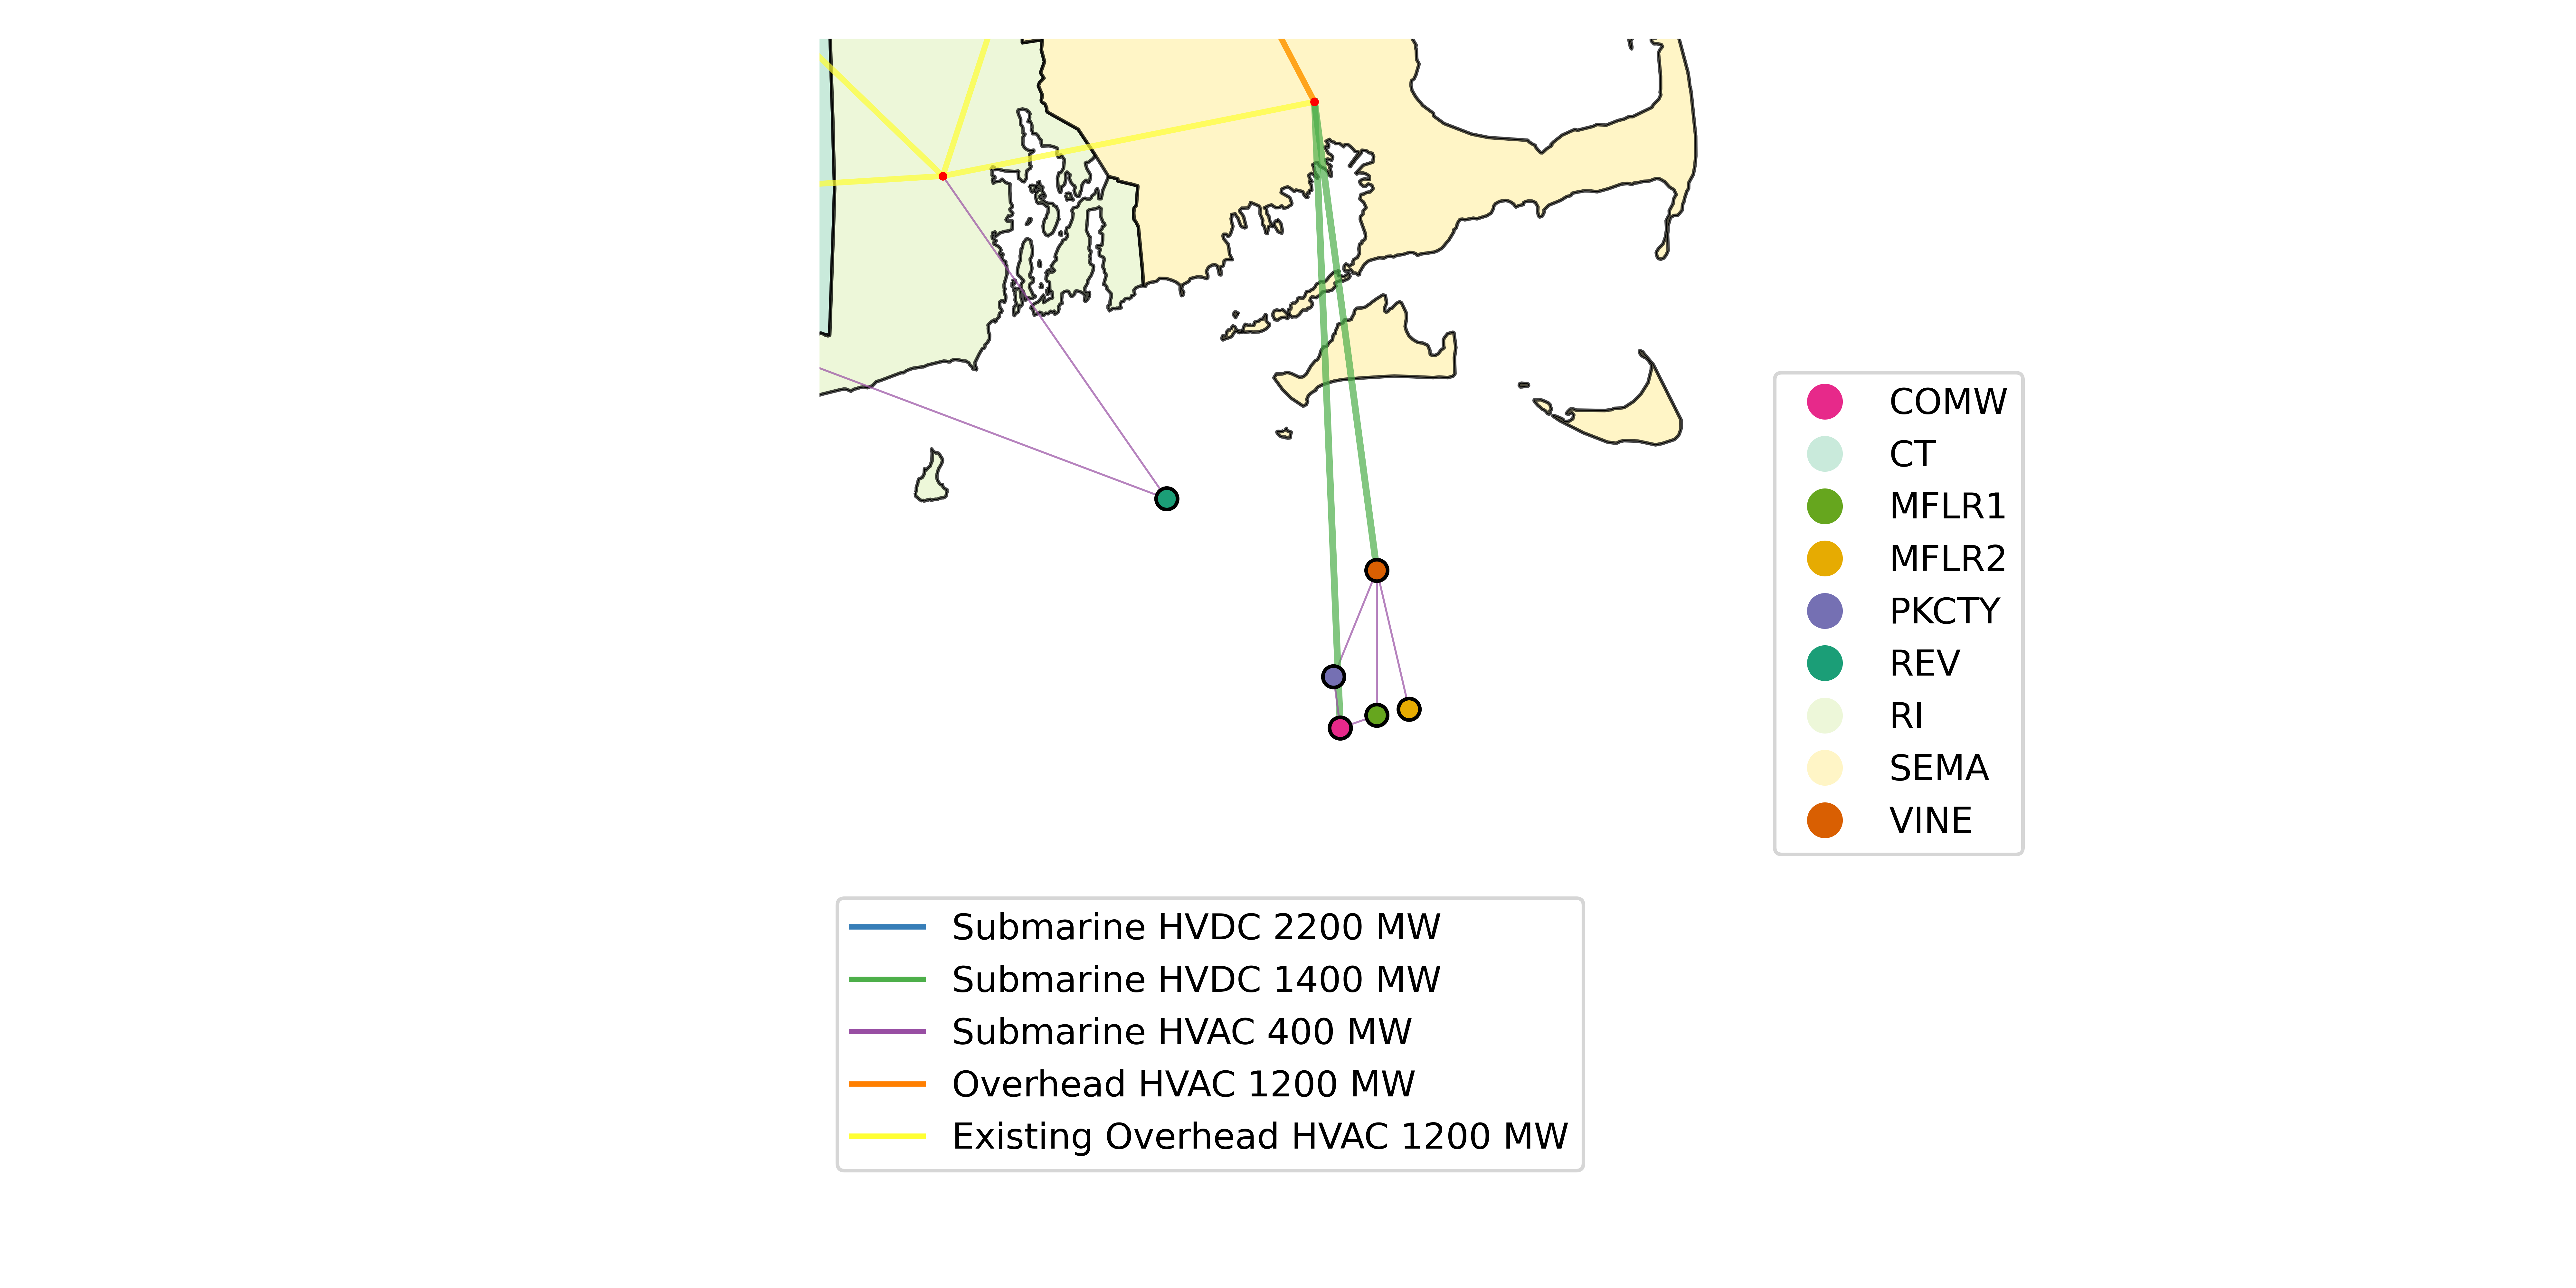 COMW
CT
MFLR1
MFLR2
PKCTY
REV
RI
SEMA
VINE
Submarine HVDC 2200 MW
Submarine HVDC 1400 MW
Submarine HVAC 400 MW
Overhead HVAC 1200 MW
Existing Overhead HVAC 1200 MW